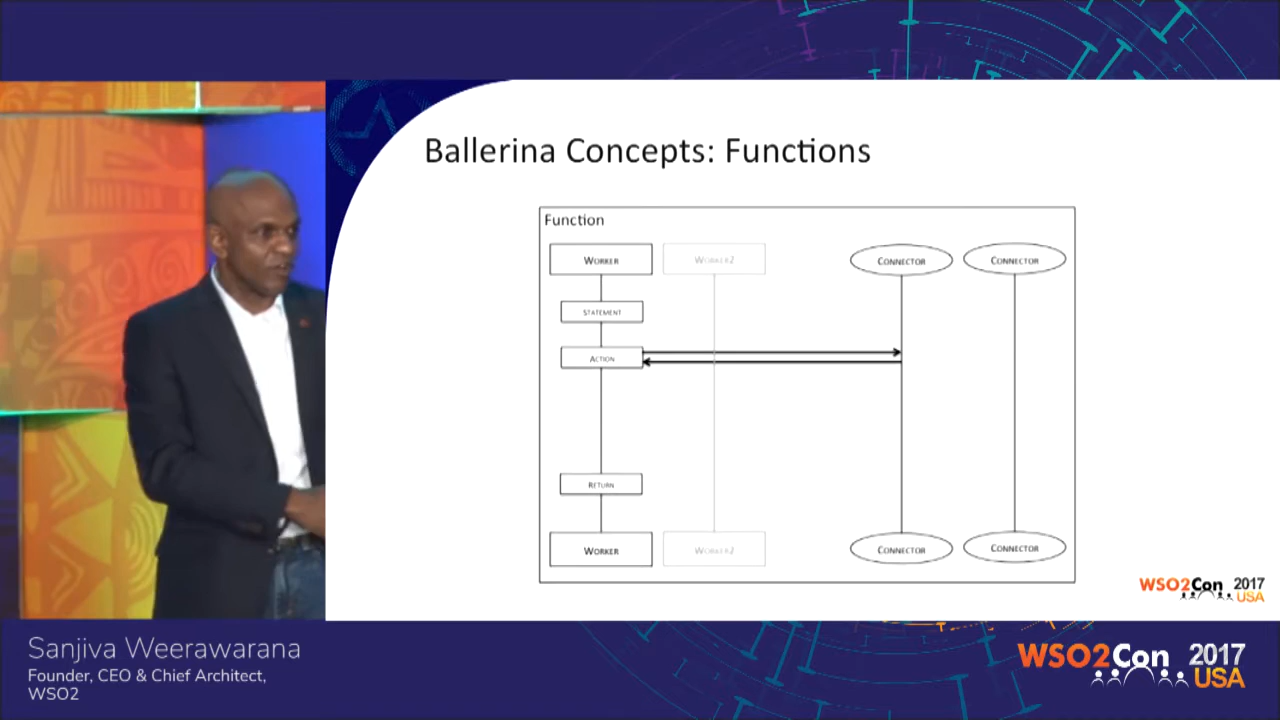 Ballerina Concepts: Functions
Function
WORKER
WORKER2
CONNECTOR
CONNECTOR
STATEMENT
ACTION
RETURN
WORKER
WORKER2
CONNECTOR
CONNECTOR
WSO2Con 2017
USA
Sanjiva Weerawarana
Founder, CEO & Chief Architect,
WSO2
WSO2Con 2017
USA